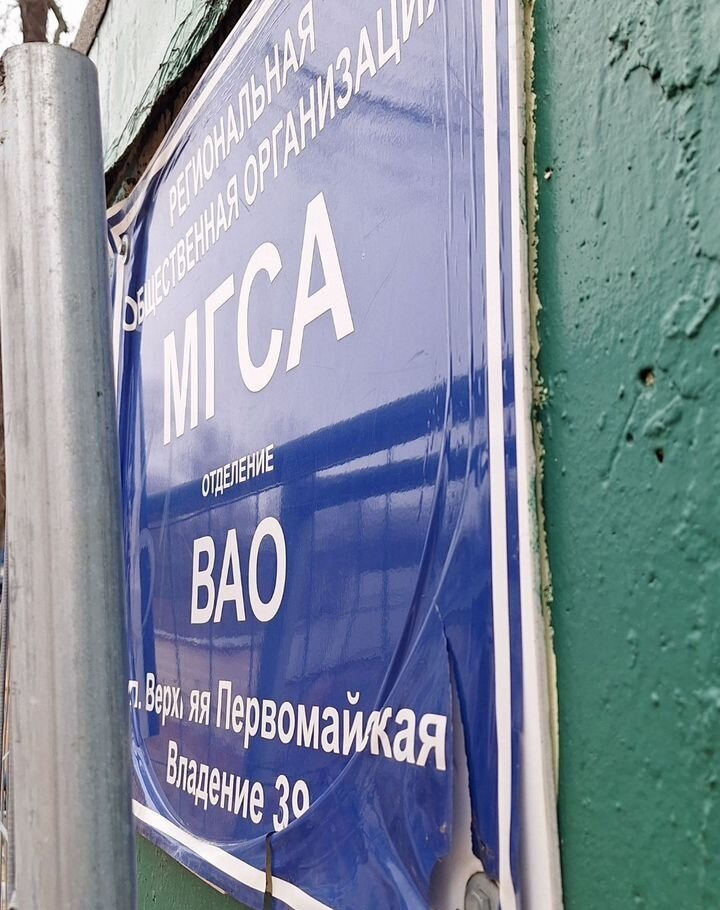 РЕГИОНАЛЬНАЯ
ОБЩЕСТВЕННАЯ ОРГАНИЗАЦИЯ
МГСА
ОТДЕЛЕНИЕ
ВАО
Первомайская
Владение 39